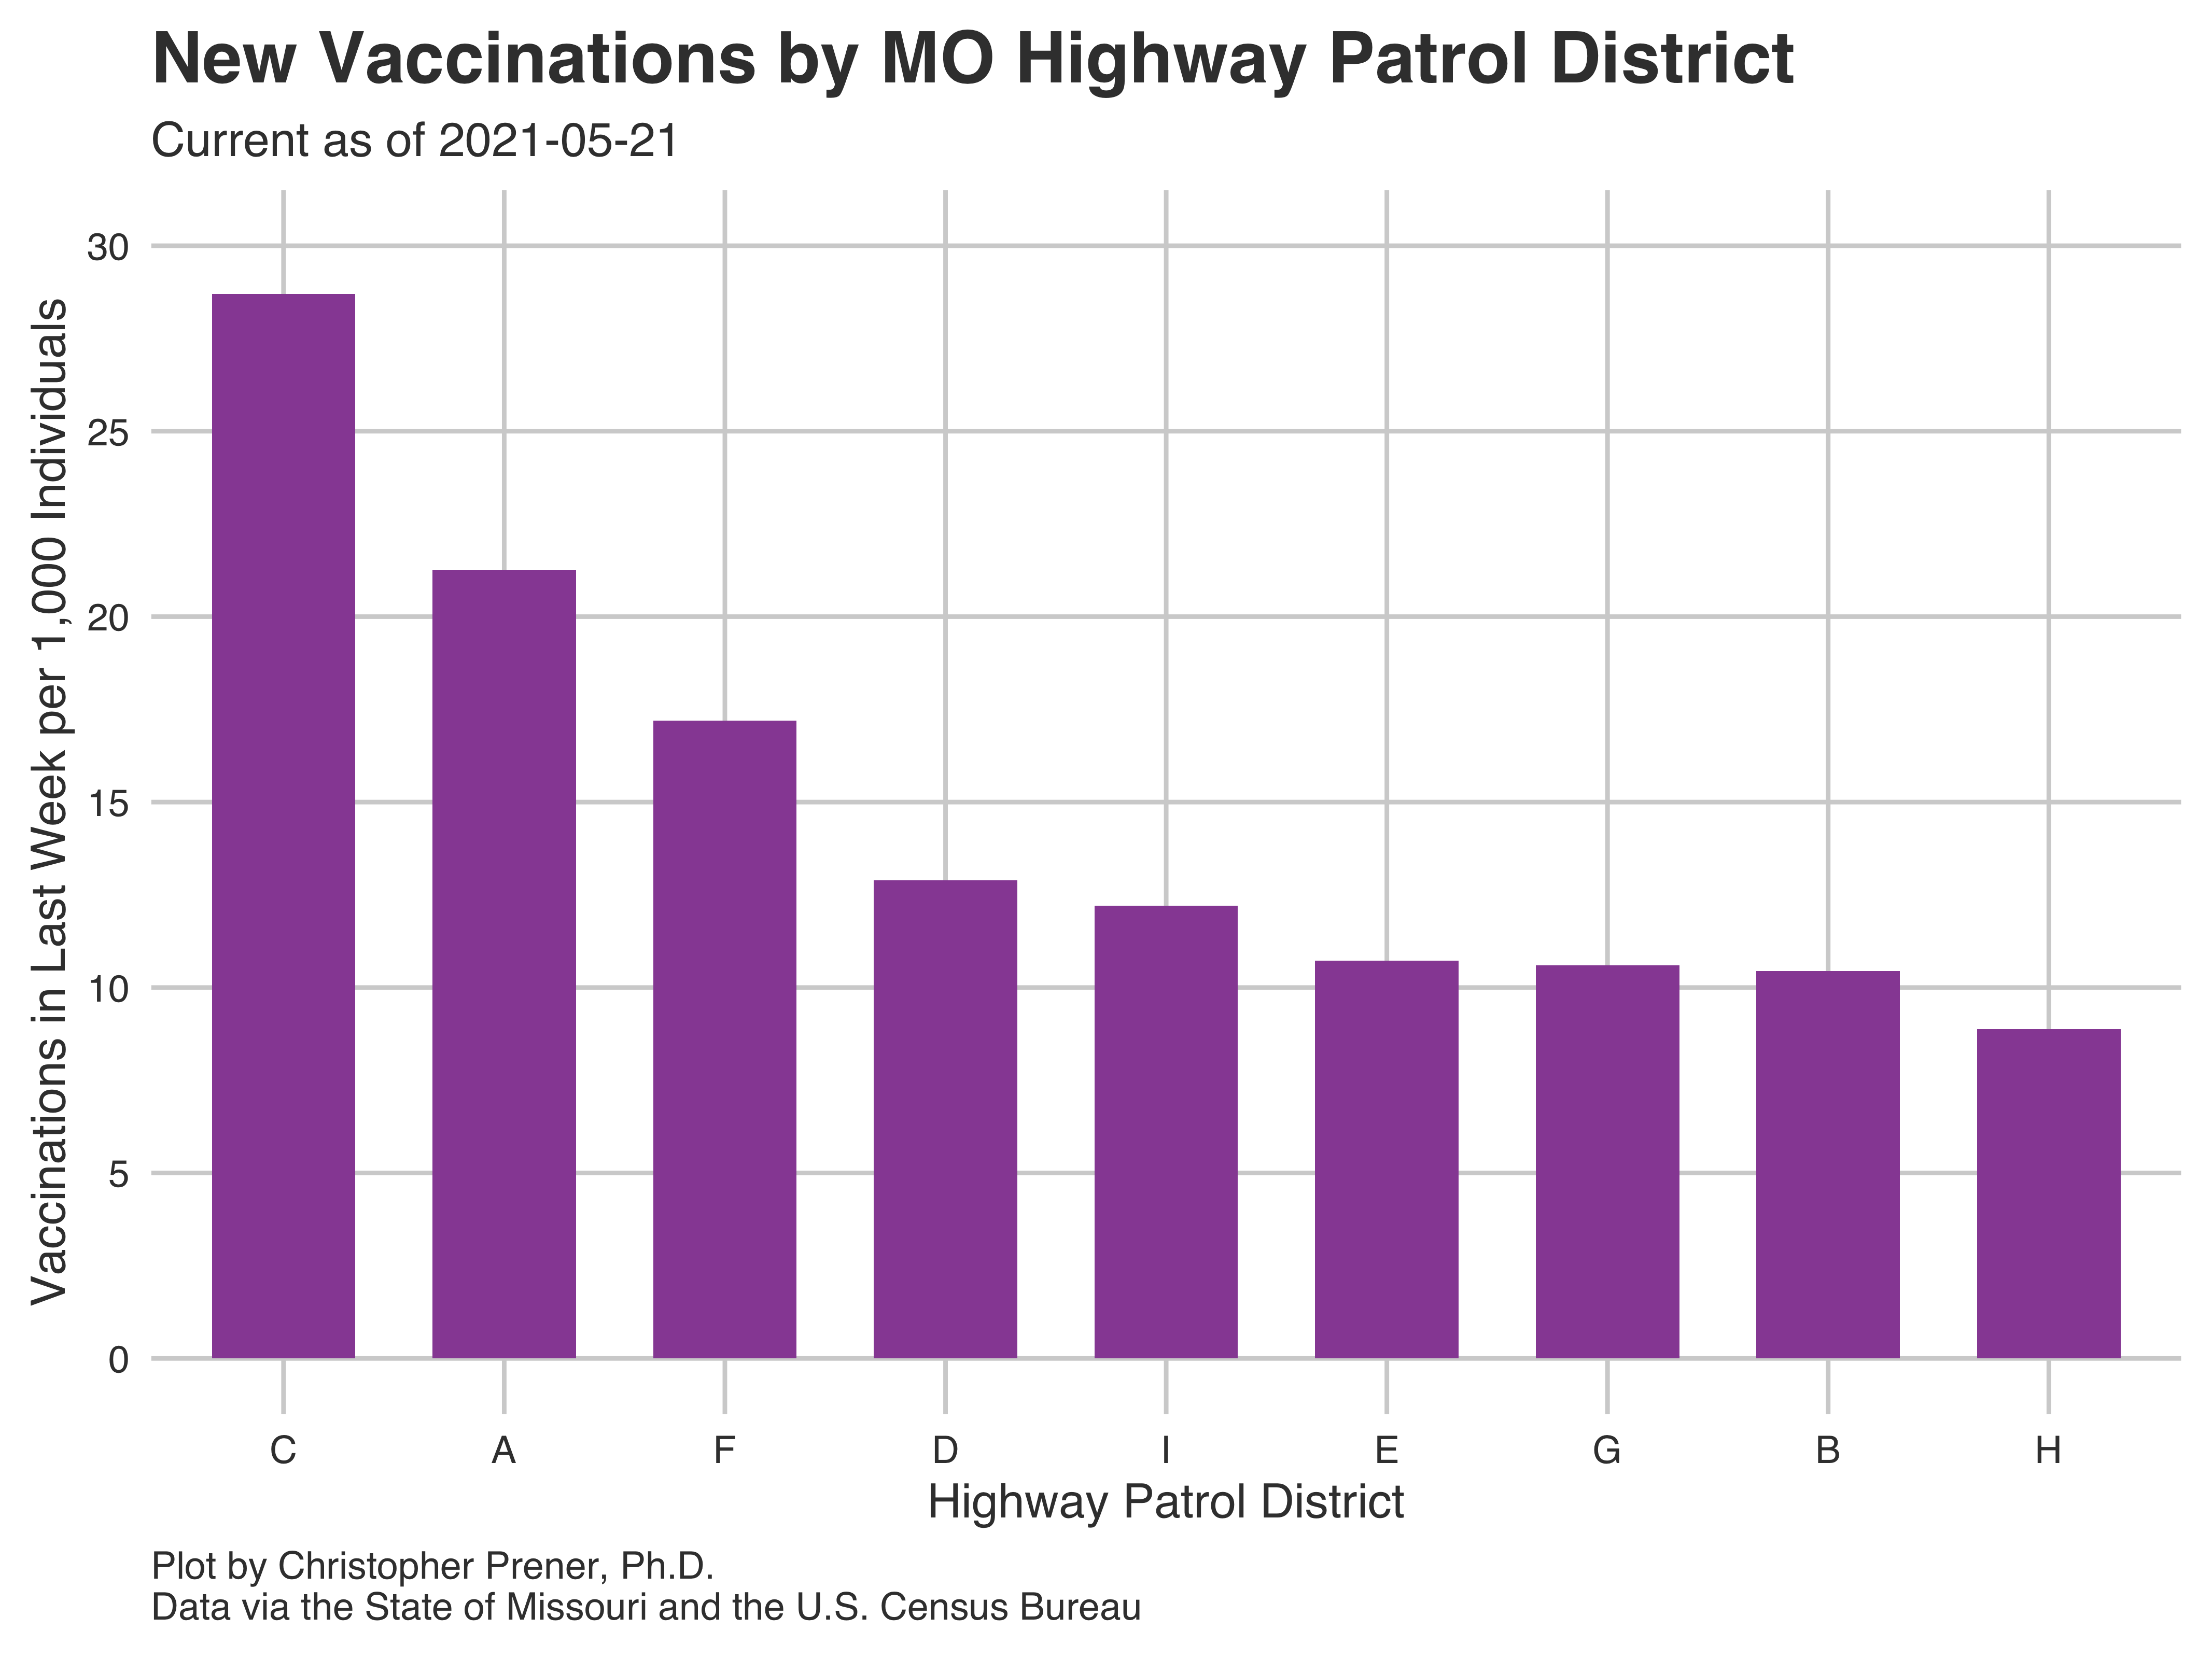 New Vaccinations by MO Highway Patrol District
Current as of 2021-05-21
Vaccinations in Last Week per 1,000 Individuals
30
25
20
15
10
5
0
C A F D I E G B H
Highway Patrol District
Plot by Christopher Prener, Ph.D.
Data via the State of Missouri and the U.S. Census Bureau